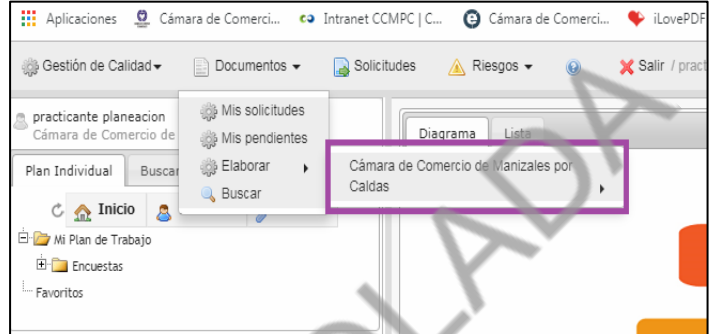 Aplicaciones Cámara de Comerci... Intranet CCMPC | C... Cámara de Comerci... iLovePDF
Gestión de Calidad Documentos Solicitudes Riesgos Salir / pract
practicante planeacion
Cámara de Comercio de
Mis solicitudes
Mis pendientes
Elaborar
Buscar
Cámara de Comercio de Manizales por
Caldas
Diagrama Lista
Plan Individual Buscar
Inicio
Mi Plan de Trabajo
Encuestas
Favoritos